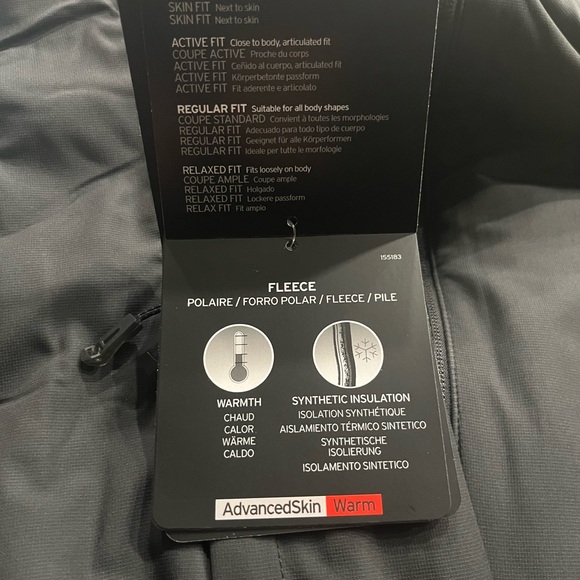 SKIN FIT Next to skin
SKIN FIT Next to skin
ACTIVE FIT Close to body, articulated fit
COUPE ACTIVE Proche du corps
ACTIVE FIT Ceñido al cuerpo, articulated fit
ACTIVE FIT Körperbetonte passform
ACTIVE FIT Fit aderente e articolato
REGULAR FIT Suitable for all body shapes
COUPE STANDARD Convient à toutes les morphologies
REGULAR FIT Adecuado para todo tipo de cuerpo
REGULAR FIT Geeignet für alle Körperformen
REGULAR FIT Ideale per tutte le morfologie
RELAXED FIT Fits loosely on body
COUPE AMPLE Coupe ample
RELAXED FIT Holgado
RELAXED FIT Lockere passform
RELAX FIT Fit ampio
155183
FLEECE
POLAIRE / FORRO POLAR / FLEECE / PILE
WARMTH
CHAUD
CALOR
WÄRME
CALDO
SYNTHETIC INSULATION
ISOLATION SYNTHÉTIQUE
AISLAMIENTO TÉRMICO SINTETICO
SYNTHETISCHE
ISOLIERUNG
ISOLAMENTO SINTETICO
AdvancedSkin Warm